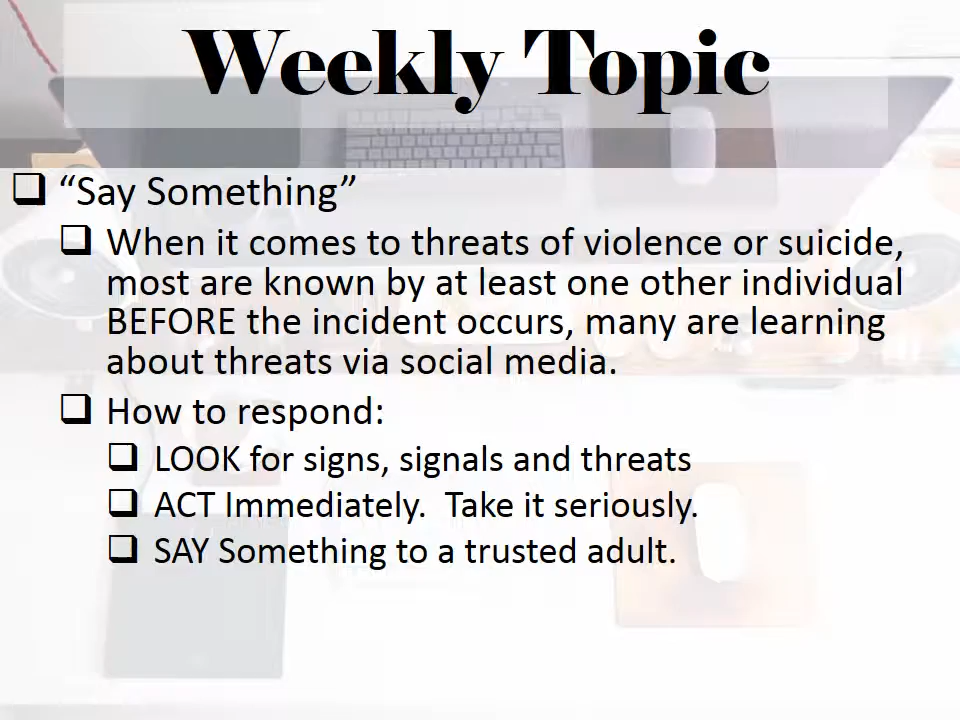 Weekly Topic
❑ “Say Something”
❑ When it comes to threats of violence or suicide,
most are known by at least one other individual
BEFORE the incident occurs, many are learning
about threats via social media.
❑ How to respond:
❑ LOOK for signs, signals and threats
❑ ACT Immediately.  Take it seriously.
❑ SAY Something to a trusted adult.